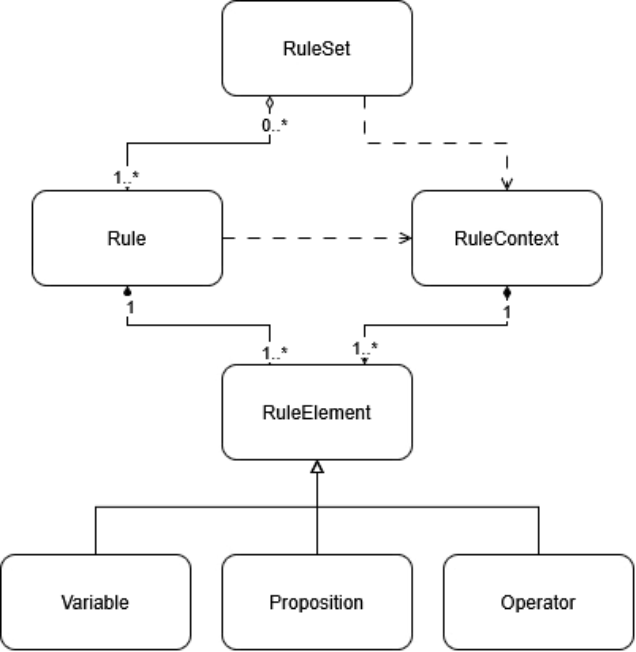 RuleSet
0..*
1..*
Rule
RuleContext
1
1
1..*
1..*
RuleElement
Variable
Proposition
Operator